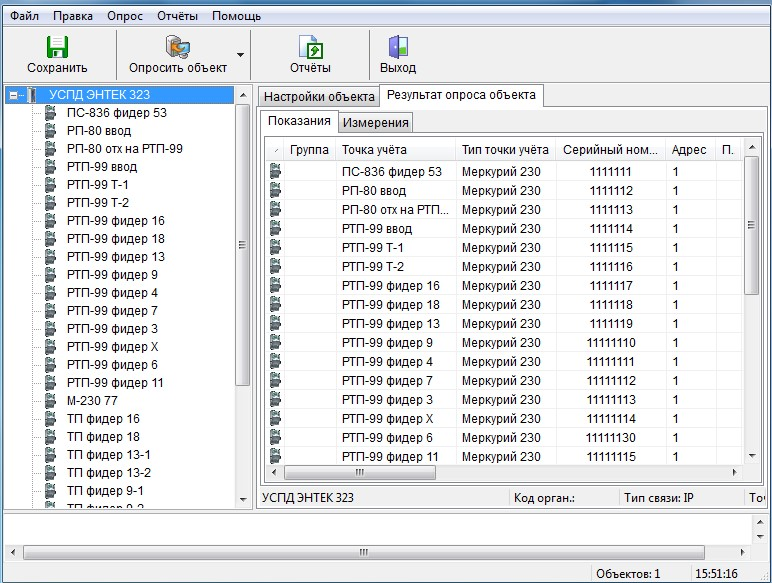 Файл Правка Опрос Отчёты Помощь
Сохранить Опросить объект Отчёты Выход
УСПД ЭНТЕК 323
ПС-836 фидер 53
РП-80 ввод
РП-80 отх на РТП-99
РТП-99 ввод
РТП-99 Т-1
РТП-99 Т-2
РТП-99 фидер 16
РТП-99 фидер 18
РТП-99 фидер 13
РТП-99 фидер 9
РТП-99 фидер 4
РТП-99 фидер 7
РТП-99 фидер 3
РТП-99 фидер Х
РТП-99 фидер 6
РТП-99 фидер 11
М-230 77
ТП фидер 16
ТП фидер 18
ТП фидер 13-1
ТП фидер 13-2
ТП фидер 9-1
ТП фидер 9-2
Настройки объекта Результат опроса объекта
Показания Измерения
Группа Точка учёта Тип точки учёта Серийный ном... Адрес П.
ПС-836 фидер 53 Меркурий 230 1111111 1
РП-80 ввод Меркурий 230 1111112 1
РП-80 отх на РТП... Меркурий 230 1111113 1
РТП-99 ввод Меркурий 230 1111114 1
РТП-99 Т-1 Меркурий 230 1111115 1
РТП-99 Т-2 Меркурий 230 1111116 1
РТП-99 фидер 16 Меркурий 230 1111117 1
РТП-99 фидер 18 Меркурий 230 1111118 1
РТП-99 фидер 13 Меркурий 230 1111119 1
РТП-99 фидер 9 Меркурий 230 11111110 1
РТП-99 фидер 4 Меркурий 230 11111111 1
РТП-99 фидер 7 Меркурий 230 11111112 1
РТП-99 фидер 3 Меркурий 230 11111113 1
РТП-99 фидер Х Меркурий 230 11111114 1
РТП-99 фидер 6 Меркурий 230 11111130 1
РТП-99 фидер 11 Меркурий 230 11111115 1
УСПД ЭНТЕК 323 Код орган.: Тип связи: IP
Объектов: 1 15:51:16